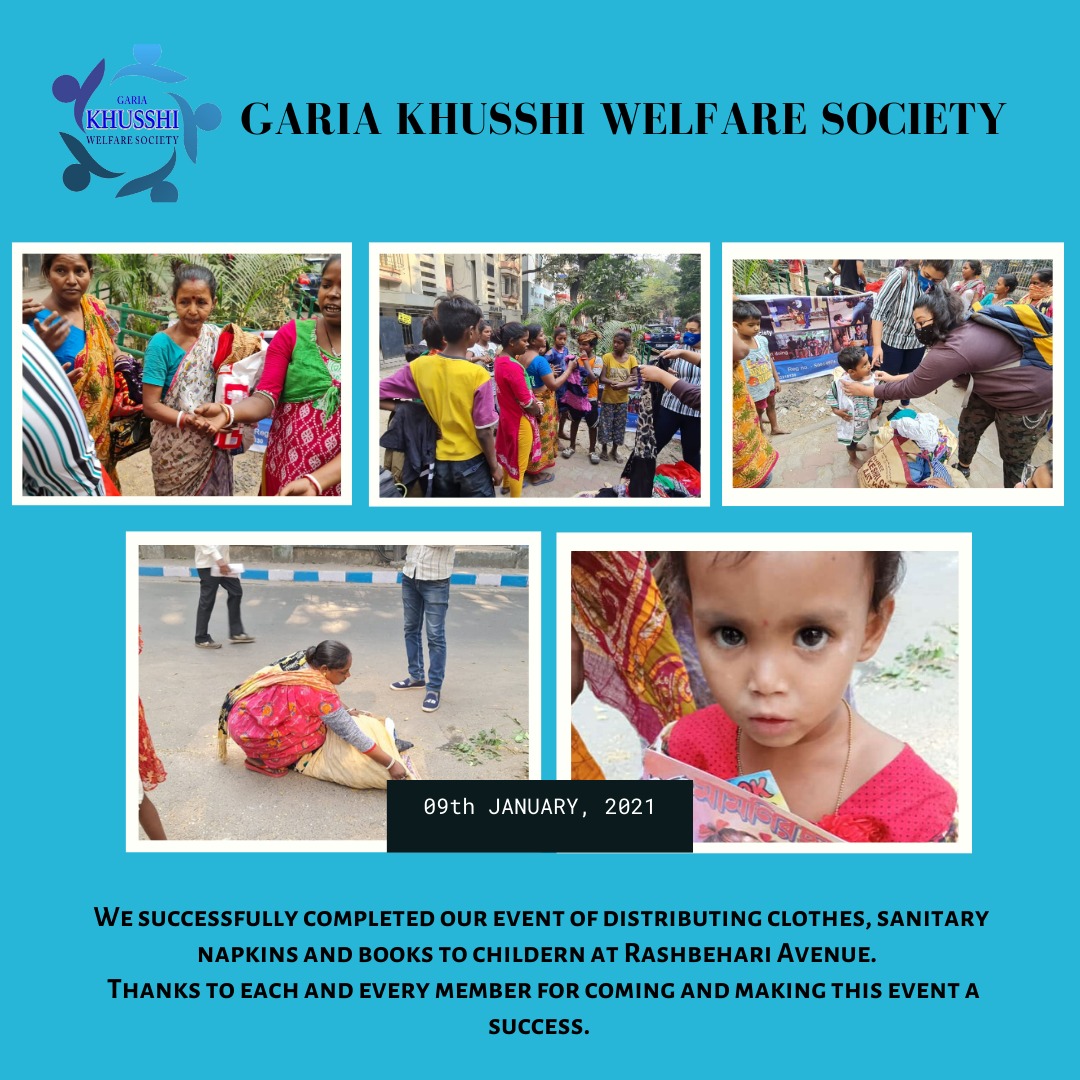 GARIA
KHUSSHI
WELFARE SOCIETY
GARIA KHUSSHI WELFARE SOCIETY
09th JANUARY, 2021
We successfully completed our event of distributing clothes, sanitary
napkins and books to childern at Rashbehari Avenue.
Thanks to each and every member for coming and making this event a
success.